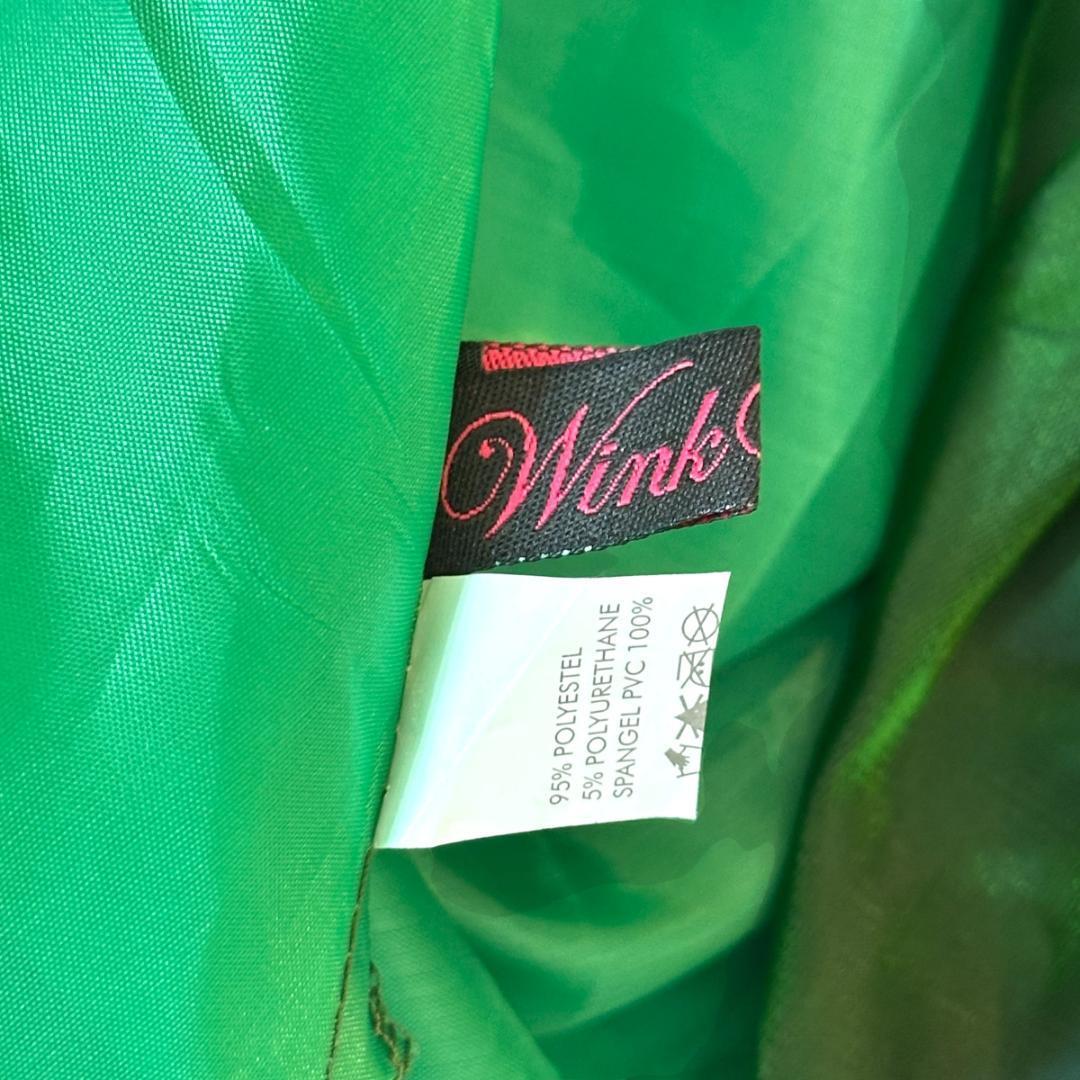 Wink
95% POLYESTEL
5% POLYURETHANE
SPANGEL PVC 100%